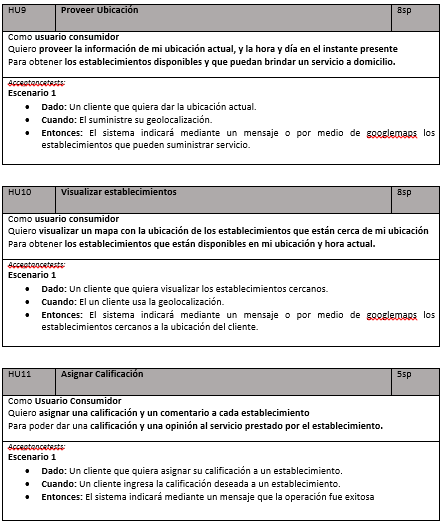 HU9 Proveer Ubicación 8sp
Como usuario consumidor
Quiero proveer la información de mi ubicación actual, y la hora y día en el instante presente
Para obtener los establecimientos disponibles y que puedan brindar un servicio a domicilio.
Acceptancetests:
Escenario 1
• Dado: Un cliente que quiera dar la ubicación actual.
• Cuando: El suministre su geolocalización.
• Entonces: El sistema indicará mediante un mensaje o por medio de googlemaps los
establecimientos que pueden suministrar servicio.
HU10 Visualizar establecimientos 8sp
Como usuario consumidor
Quiero visualizar un mapa con la ubicación de los establecimientos que están cerca de mi ubicación
Para obtener los establecimientos que están disponibles en mi ubicación y hora actual.
Acceptancetests:
Escenario 1
• Dado: Un cliente que quiera visualizar los establecimientos cercanos.
• Cuando: El un cliente usa la geolocalización.
• Entonces: El sistema indicará mediante un mensaje o por medio de googlemaps los
establecimientos cercanos a la ubicación del cliente.
HU11 Asignar Calificación 5sp
Como Usuario Consumidor
Quiero asignar una calificación y un comentario a cada establecimiento
Para poder dar una calificación y una opinión al servicio prestado por el establecimiento.
Acceptancetests:
Escenario 1
• Dado: Un cliente que quiera asignar su calificación a un establecimiento.
• Cuando: Un cliente ingresa la calificación deseada a un establecimiento.
• Entonces: El sistema indicará mediante un mensaje que la operación fue exitosa